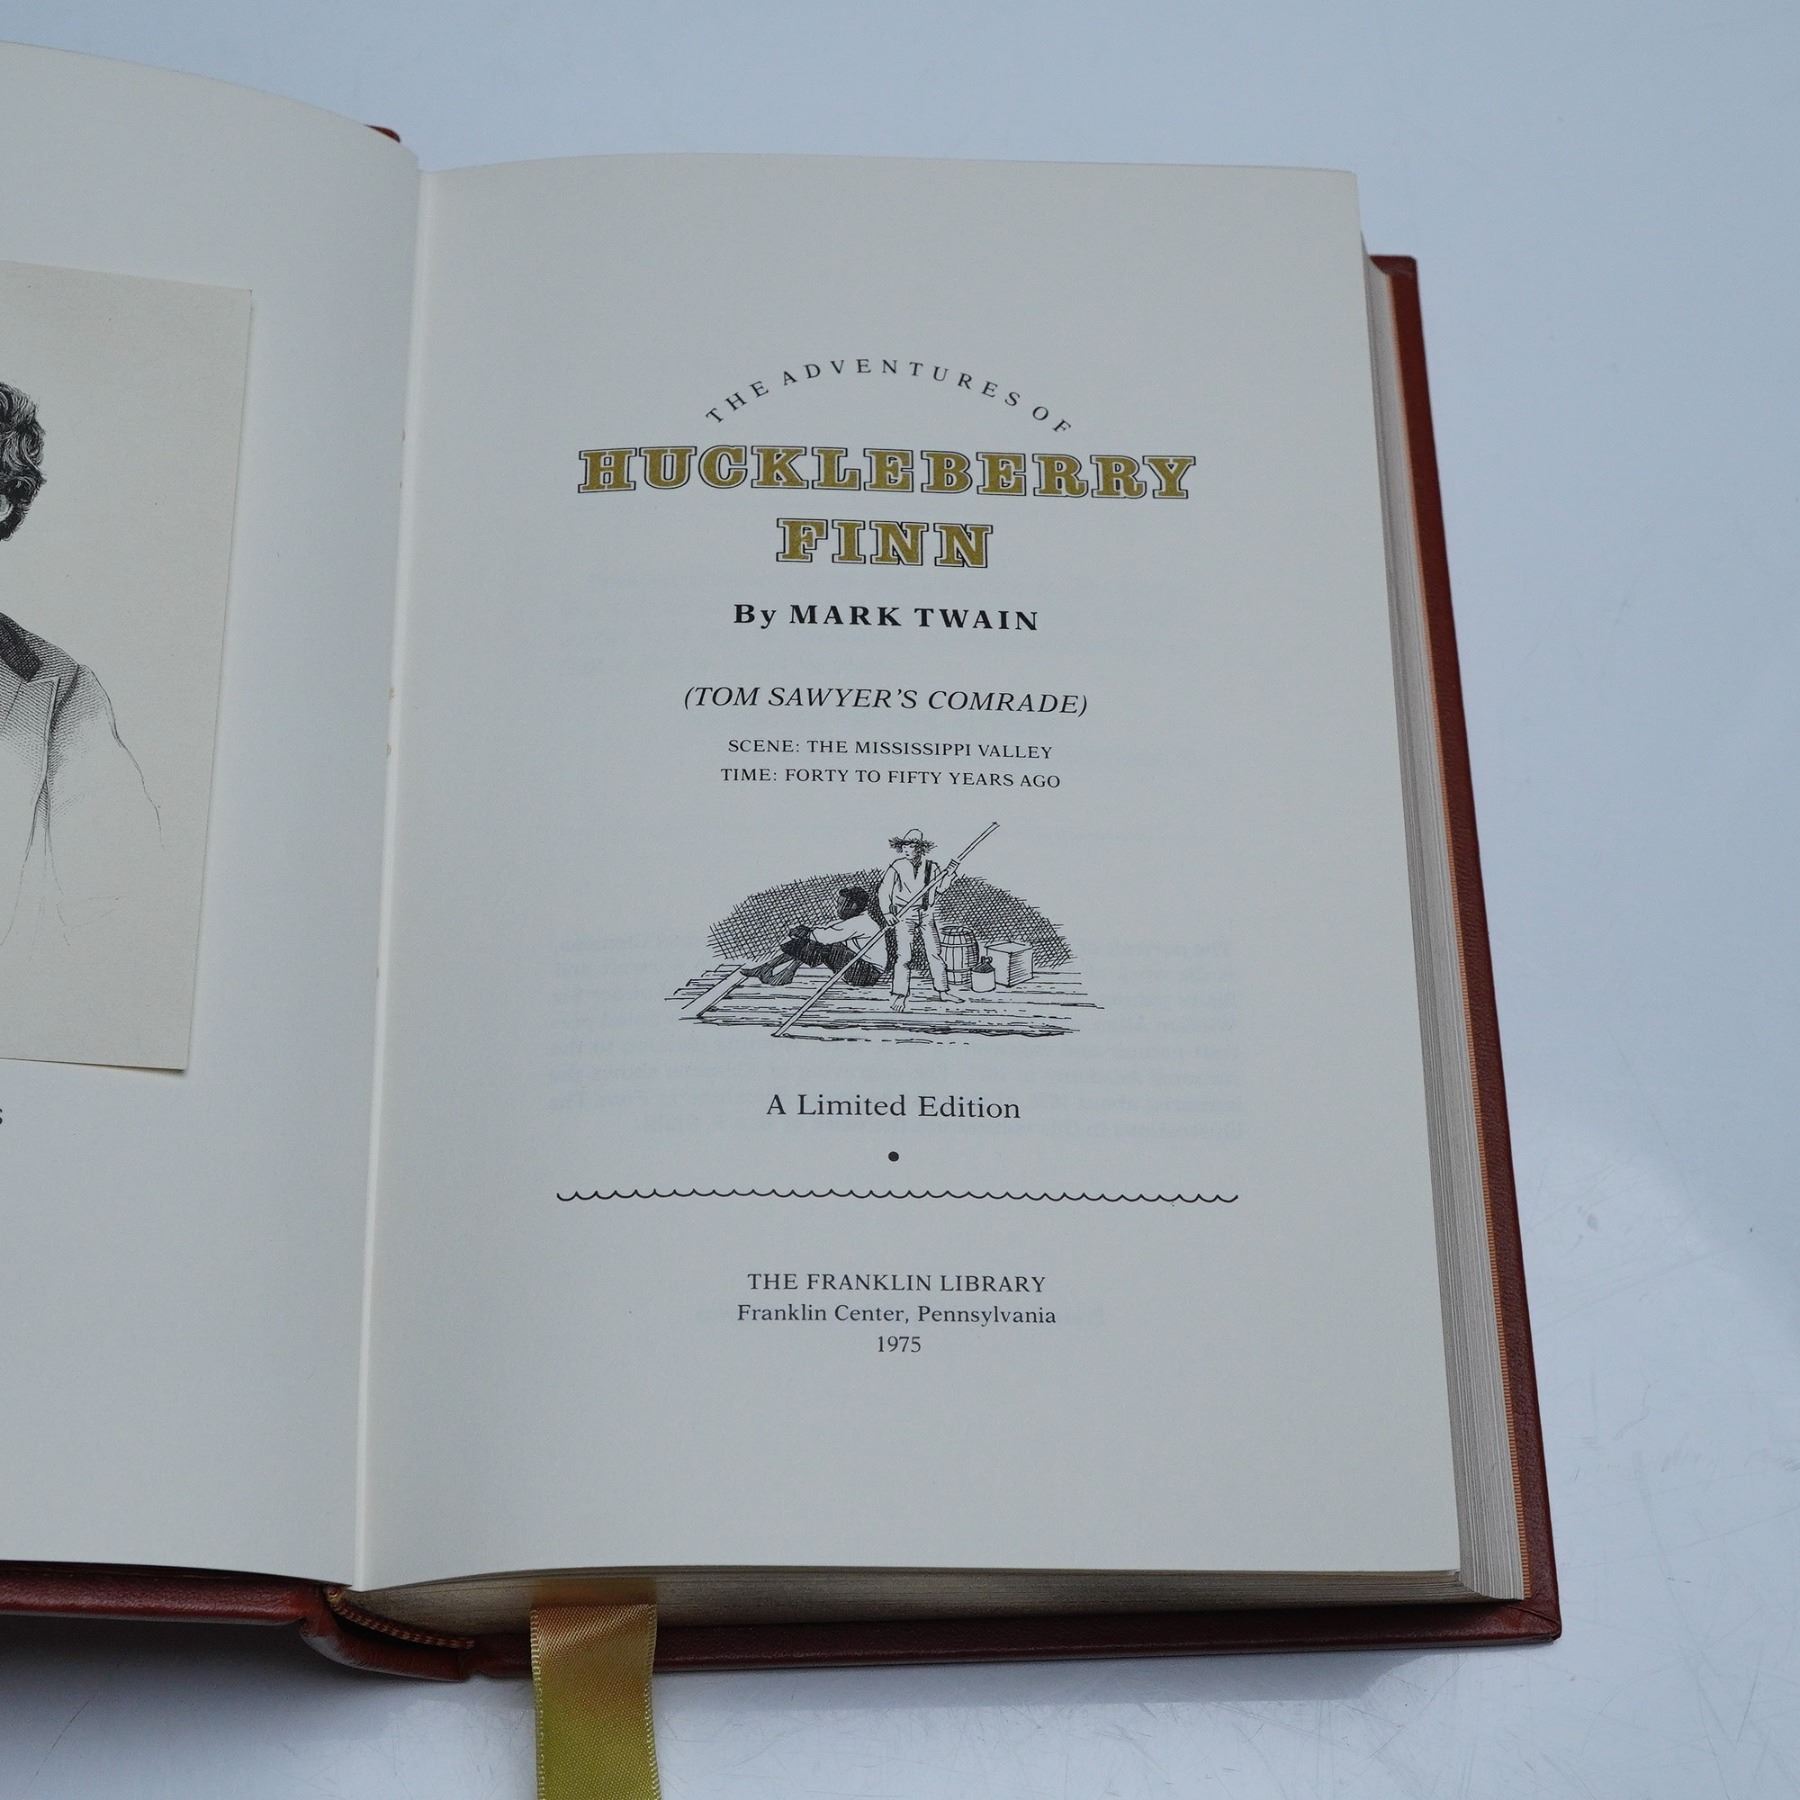 THE ADVENTURES OF
HUCKLEBERRY
FINN
By MARK TWAIN
(TOM SAWYER'S COMRADE)
SCENE: THE MISSISSIPPI VALLEY
TIME: FORTY TO FIFTY YEARS AGO
A Limited Edition
THE FRANKLIN LIBRARY
Franklin Center, Pennsylvania
1975